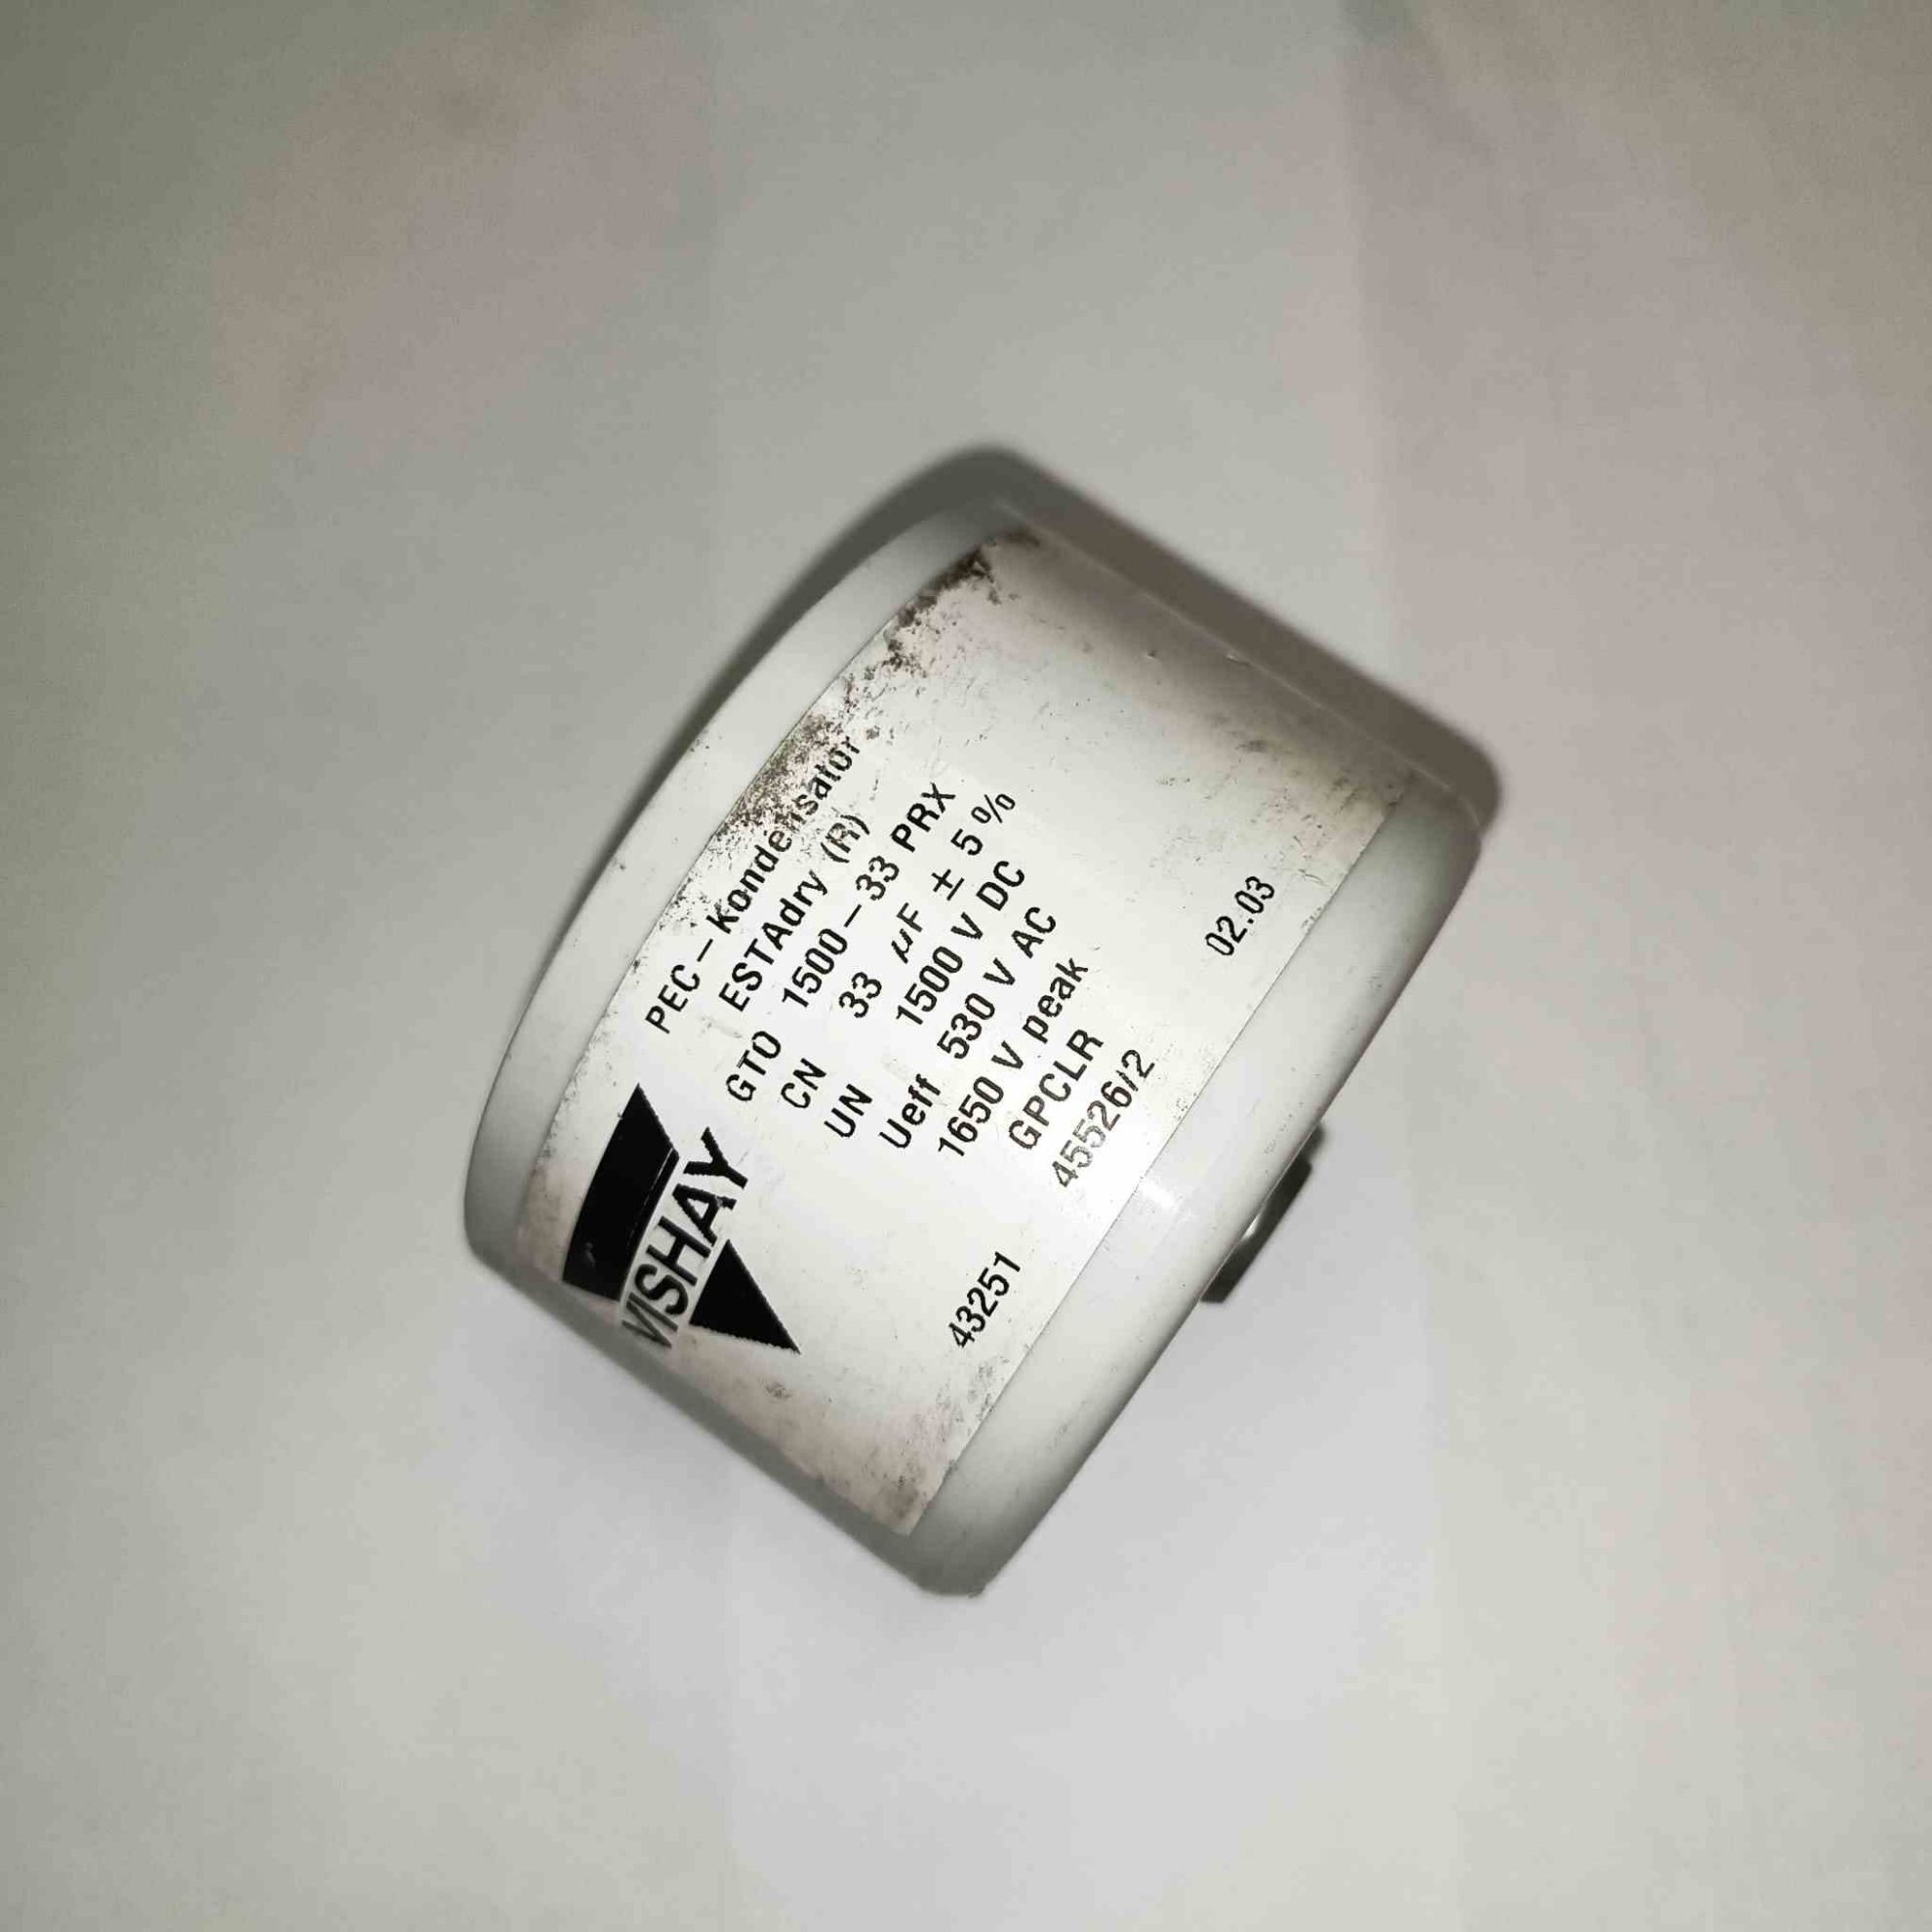 VISHAY
PEC-Kondensator
ESTAdry (R)
GTO 1500-33 PRX
CN 33 µF ± 5%
UN 1500 V DC
Ueff 530 V AC
1650 V peak
GPCLR
45526/2
43251 02.03